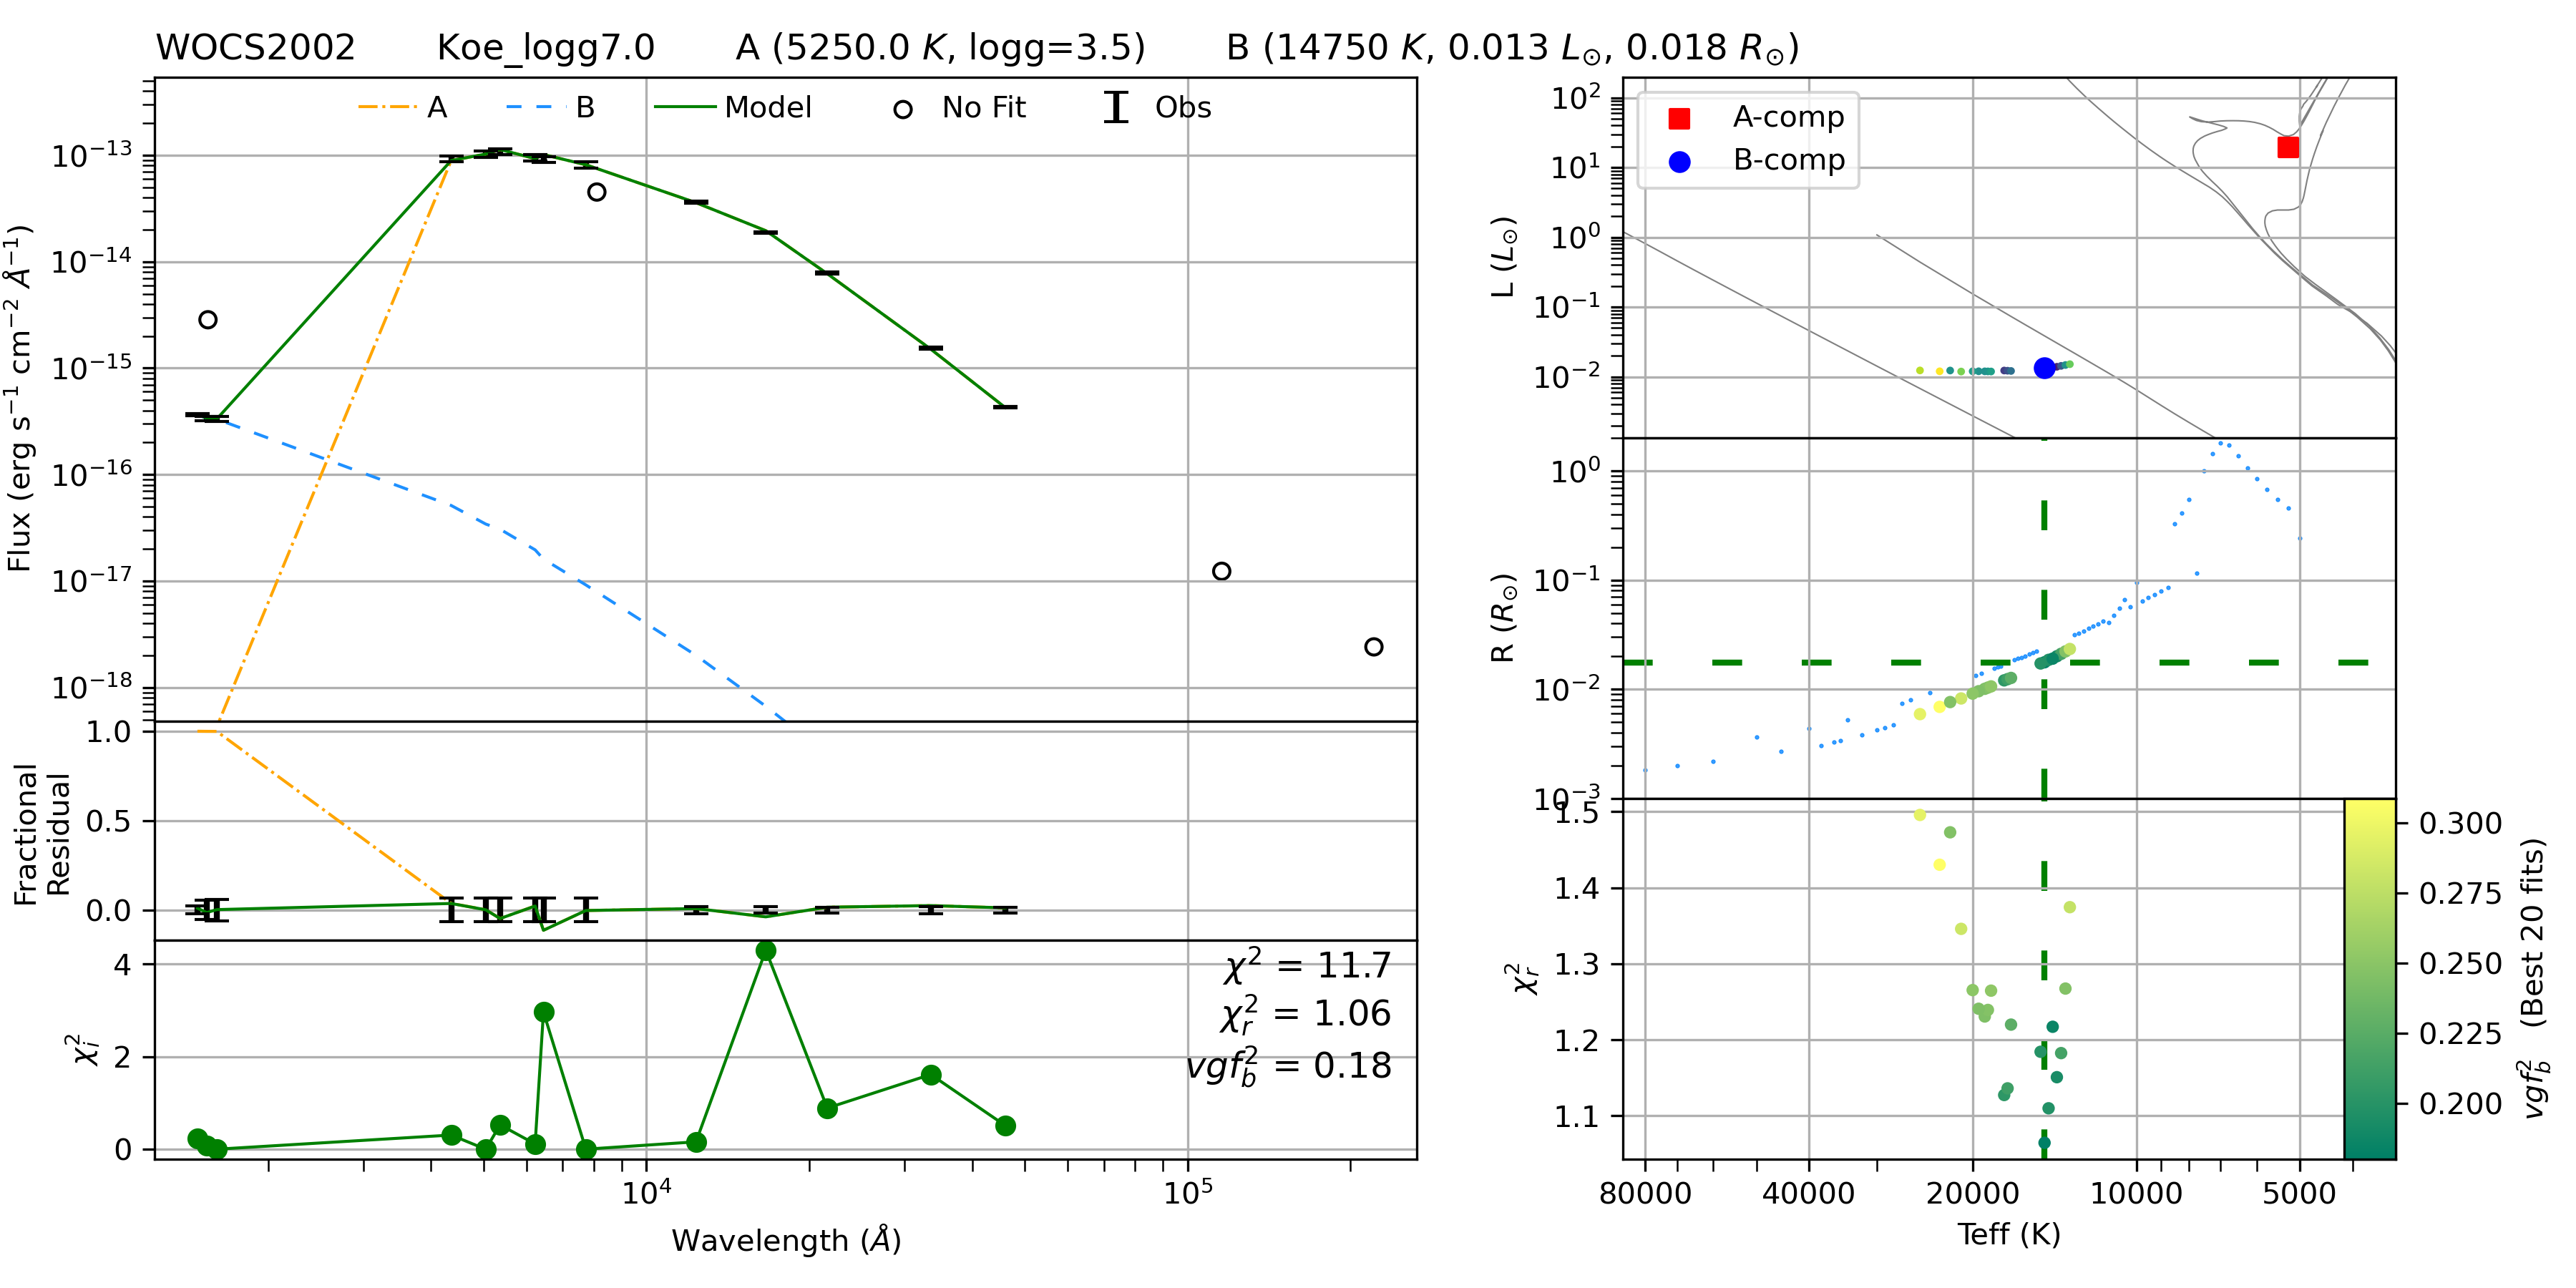 WOCS2002 Koe_logg7.0 A (5250.0 K, logg=3.5) B (14750 K, 0.013 L⊙, 0.018 R⊙)
A B Model No Fit Obs
Flux (erg s⁻¹ cm⁻² Å⁻¹)
10⁻¹³
10⁻¹⁴
10⁻¹⁵
10⁻¹⁶
10⁻¹⁷
10⁻¹⁸
Fractional
Residual
1.0
0.5
0.0
χ²ᵢ
4
2
0
χ² = 11.7
χ²ᵣ = 1.06
vgf²_b = 0.18
10⁴ 10⁵
Wavelength (Å)
A-comp
B-comp
L (L⊙)
10²
10¹
10⁰
10⁻¹
10⁻²
R (R⊙)
10⁰
10⁻¹
10⁻²
10⁻³
χ²ᵣ
1.5
1.4
1.3
1.2
1.1
80000 40000 20000 10000 5000
Teff (K)
0.300
0.275
0.250
0.225
0.200
vgf²_b (Best 20 fits)